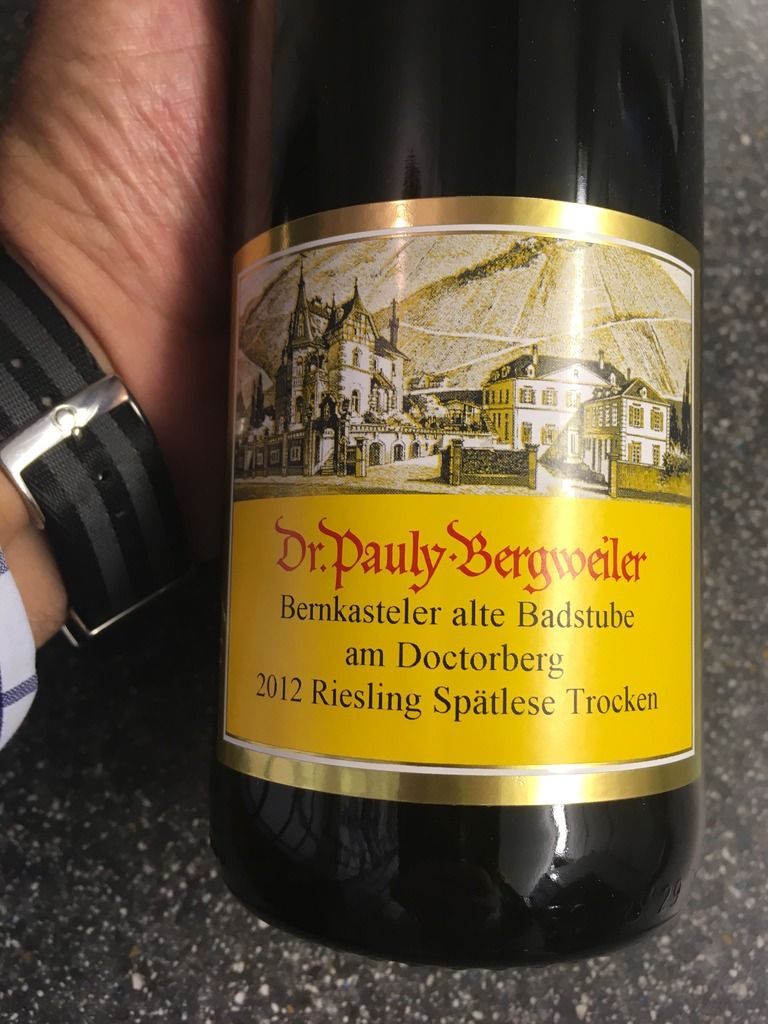 Dr. Pauly-Bergweiler
Bernkasteler alte Badstube
am Doctorberg
2012 Riesling Spätlese Trocken